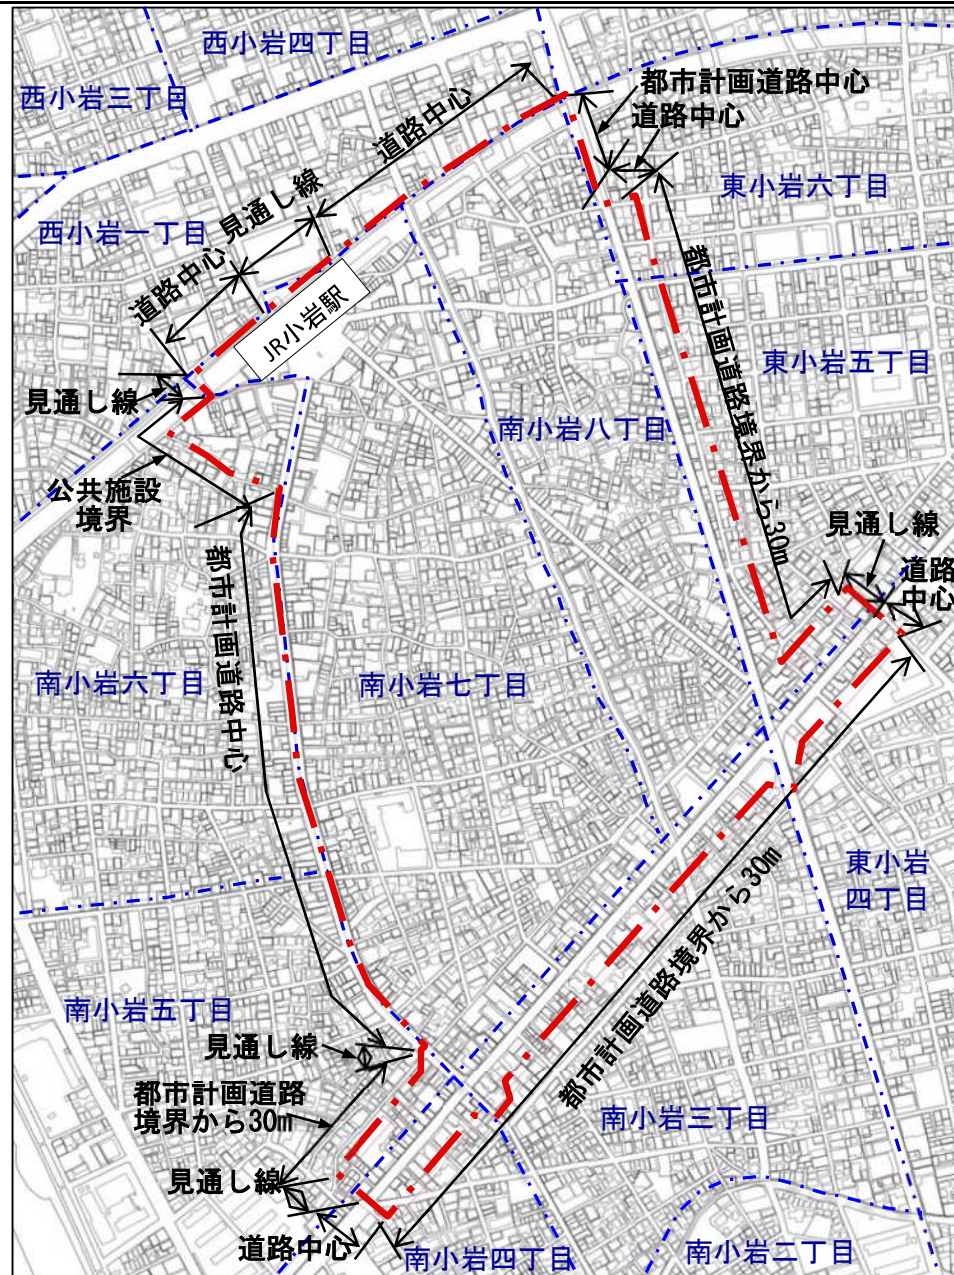 西小岩四丁目
西小岩三丁目
道路中心
都市計画道路中心
道路中心
東小岩六丁目
見通し線
西小岩一丁目
道路中心
JR小岩駅
都市計画道路境界から30m
東小岩五丁目
見通し線
南小岩八丁目
公共施設
境界
見通し線
道路
中心
都市計画道路中心
南小岩六丁目
南小岩七丁目
東小岩
四丁目
都市計画道路境界から30m
南小岩五丁目
見通し線
都市計画道路
境界から30m
南小岩三丁目
見通し線
道路中心
南小岩四丁目
南小岩二丁目